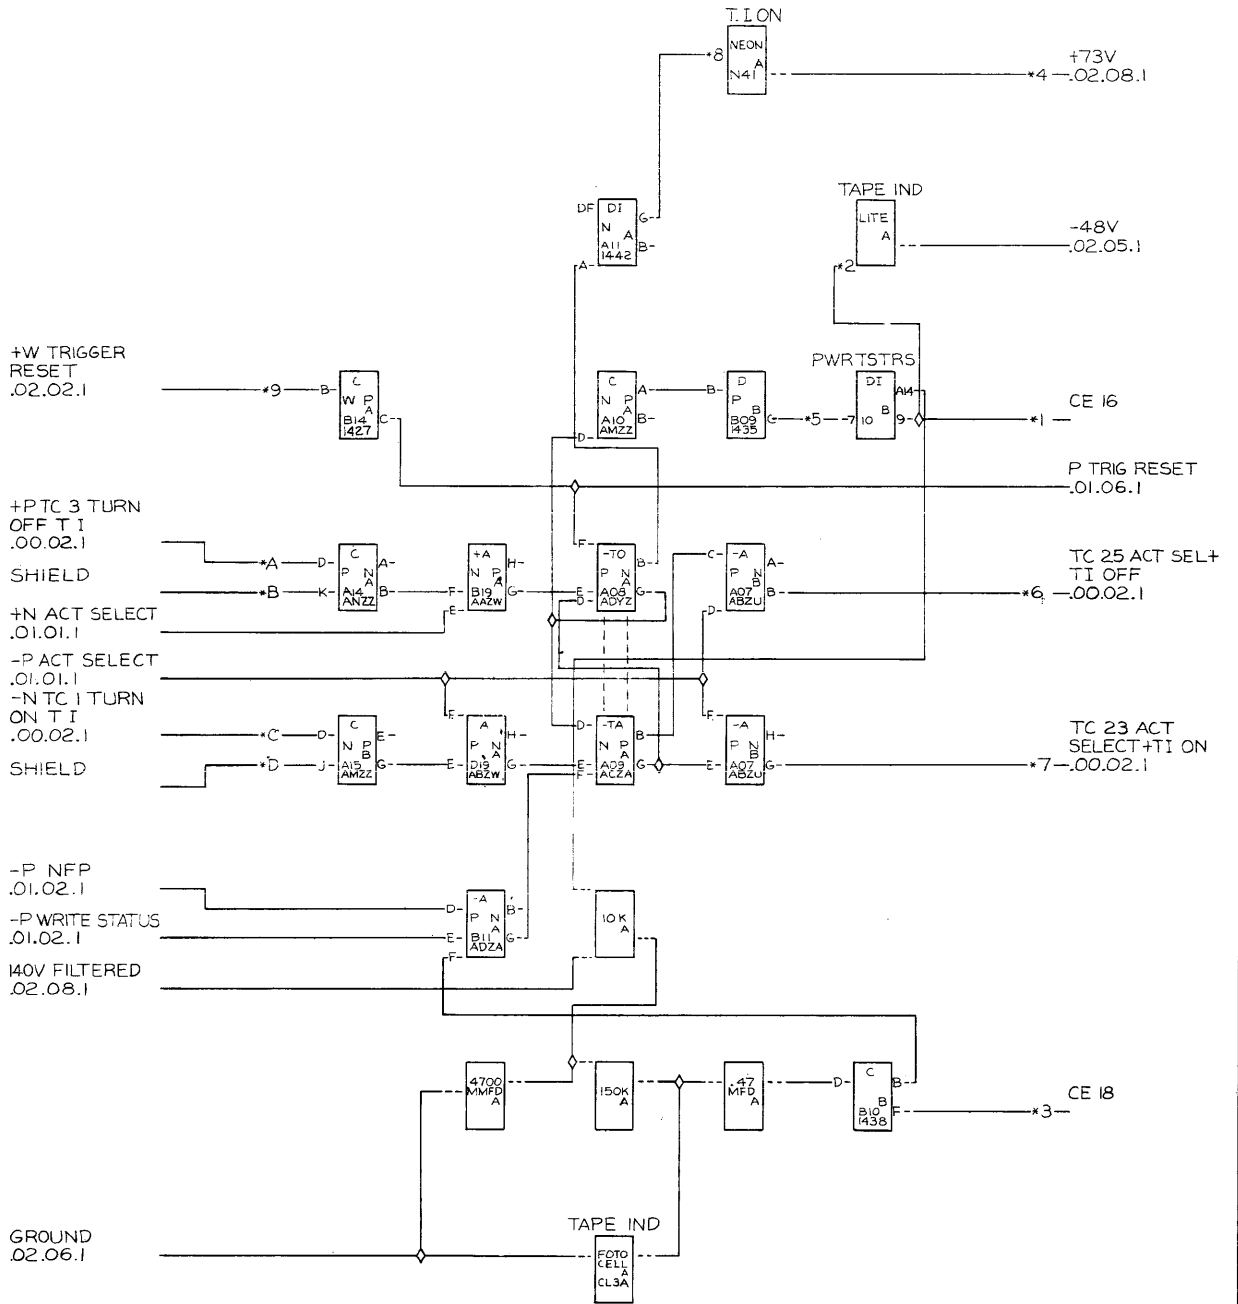 T.I ON
NEON
A
N41
*8
*4
+73V
.02.08.1
TAPE IND
LITE
A
*2
-48V
.02.05.1
DF
DI
N
A
A11
1442
G
B
A
+W TRIGGER
RESET
.02.02.1
*9
B
C
W P
A
B14
1427
C
C
N P
A
A10
AMZZ
A
B
D
B
D
P
B
B09
1435
C
*5
PWRTSTRS
7
DI
B
10
A14
9
*1
CE 16
P TRIG RESET
.01.06.1
+P TC 3 TURN
OFF T I
.00.02.1
SHIELD
*A
*B
D
K
C
P N
A
A14
ANZZ
A
B
+N ACT SELECT
.01.01.1
F
E
+A
N P
A
B19
AAZW
H
G
F
E
D
-TO
P N
A
A08
ADYZ
B
G
C
D
-A
P N
B
A07
ABZU
A
B
*6
TC 25 ACT SEL+
TI OFF
.00.02.1
-P ACT SELECT
.01.01.1
-N TC 1 TURN
ON T I
.00.02.1
SHIELD
*C
*D
D
J
C
N P
B
A15
AMZZ
E
G
F
E
A
P N
A
D19
ABZW
H
G
D
E
F
-TA
N P
A
A09
ACZA
B
G
F
E
-A
P N
B
A07
ABZU
H
G
*7
TC 23 ACT
SELECT+TI ON
.00.02.1
-P NFP
.01.02.1
-P WRITE STATUS
.01.02.1
140V FILTERED
.02.08.1
D
E
F
-A
P N
A
B11
ADZA
B
G
10K
A
4700
MMFD
A
150K
A
.47
MFD
A
D
C
B
B10
1438
B
F
*3
CE 18
GROUND
.02.06.1
TAPE IND
FOTO
CELL
A
CL3A